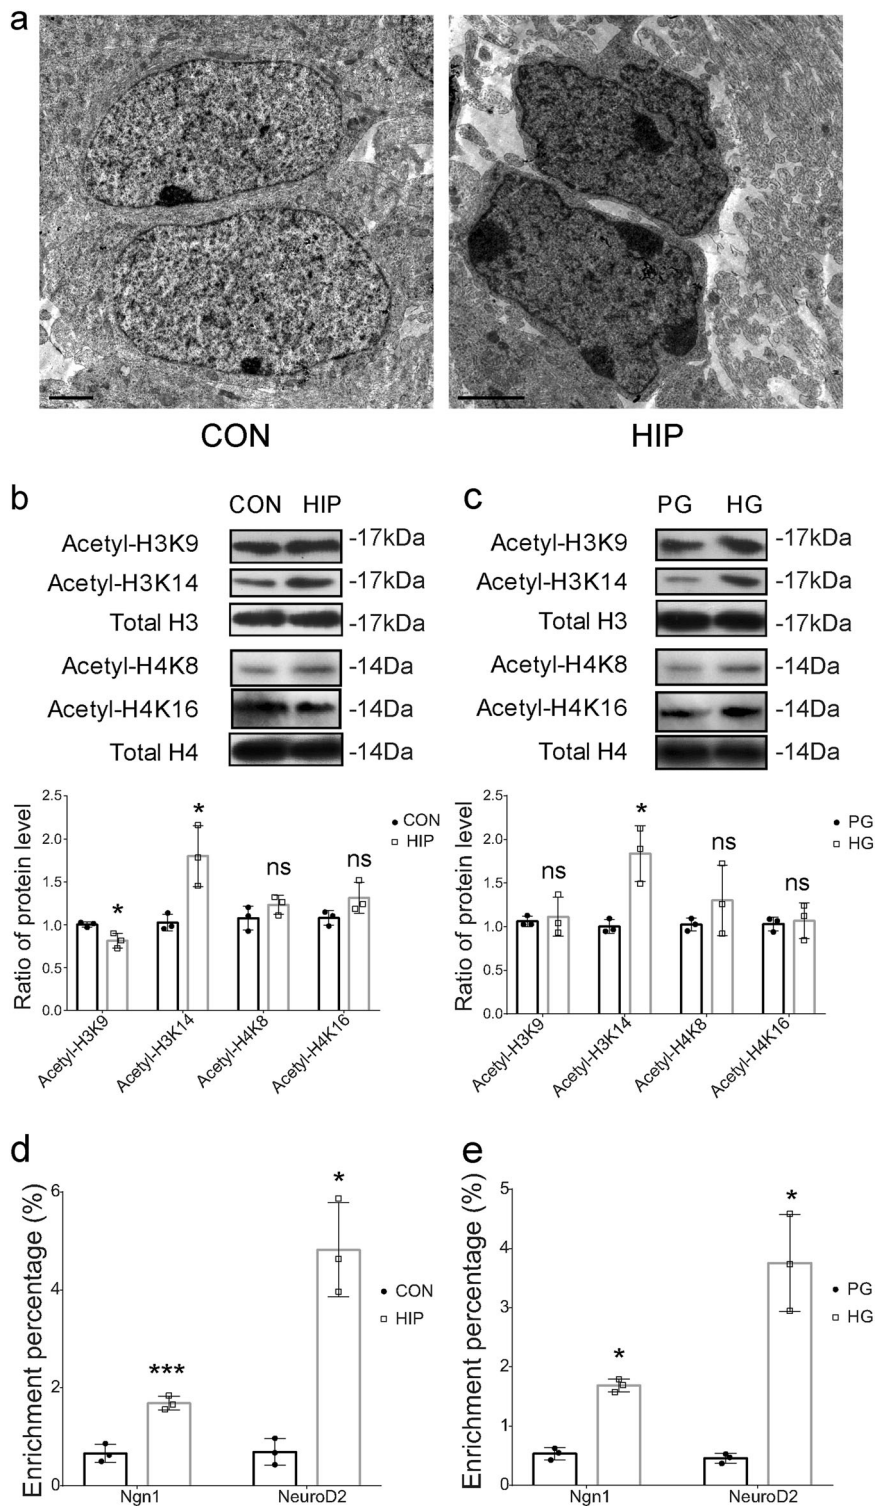 a
CON HIP
b
CON HIP
Acetyl-H3K9 -17kDa
Acetyl-H3K14 -17kDa
Total H3 -17kDa
Acetyl-H4K8 -14Da
Acetyl-H4K16 -14Da
Total H4 -14Da
Ratio of protein level
2.5
2.0
1.5
1.0
0.5
0.0
* * ns ns
CON
HIP
Acetyl-H3K9 Acetyl-H3K14 Acetyl-H4K8 Acetyl-H4K16
c
PG HG
Acetyl-H3K9 -17kDa
Acetyl-H3K14 -17kDa
Total H3 -17kDa
Acetyl-H4K8 -14Da
Acetyl-H4K16 -14Da
Total H4 -14Da
Ratio of protein level
2.5
2.0
1.5
1.0
0.5
0.0
ns * ns ns
PG
HG
Acetyl-H3K9 Acetyl-H3K14 Acetyl-H4K8 Acetyl-H4K16
d
Enrichment percentage (%)
6
4
2
0
*** *
CON
HIP
Ngn1 NeuroD2
e
Enrichment percentage (%)
5
4
3
2
1
0
* *
PG
HG
Ngn1 NeuroD2